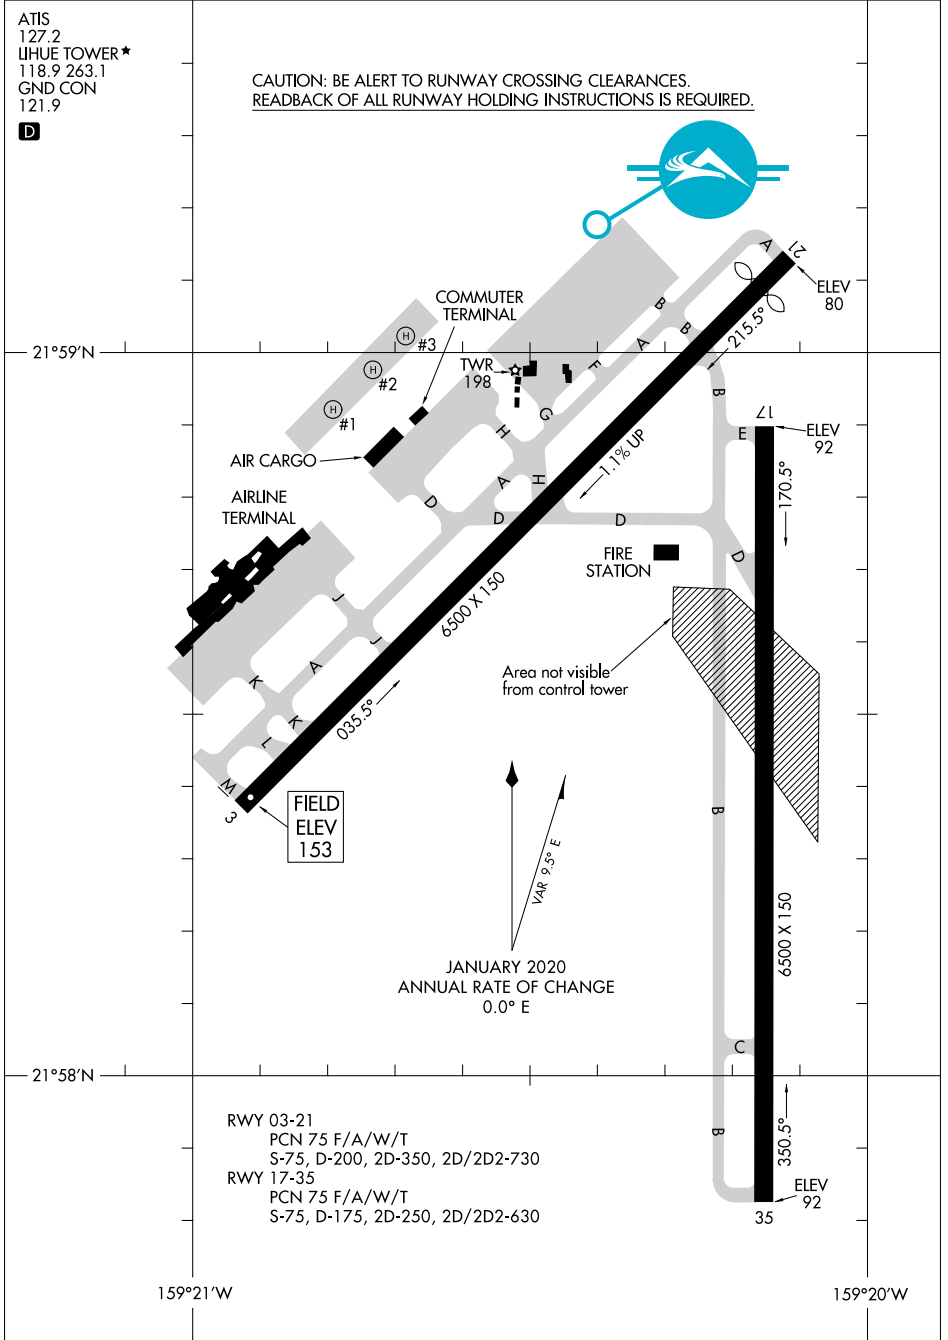 ATIS
127.2
LIHUE TOWER★
118.9 263.1
GND CON
121.9
D
CAUTION: BE ALERT TO RUNWAY CROSSING CLEARANCES.
READBACK OF ALL RUNWAY HOLDING INSTRUCTIONS IS REQUIRED.
A
21
ELEV
80
COMMUTER
TERMINAL
B
B
215.5°
21°59'N
H #3
H #2
H #1
TWR
198
A
F
G
B
17
E
ELEV
92
AIR CARGO
H
1.1% UP
170.5°
AIRLINE
TERMINAL
A
H
D
D
D
D
FIRE
STATION
6500 X 150
J
J
A
K
K
L
M
3
035.5°
Area not visible
from control tower
FIELD
ELEV
153
B
VAR 9.5° E
6500 X 150
JANUARY 2020
ANNUAL RATE OF CHANGE
0.0° E
C
21°58'N
B
350.5°
ELEV
92
35
RWY 03-21
PCN 75 F/A/W/T
S-75, D-200, 2D-350, 2D/2D2-730
RWY 17-35
PCN 75 F/A/W/T
S-75, D-175, 2D-250, 2D/2D2-630
159°21'W
159°20'W